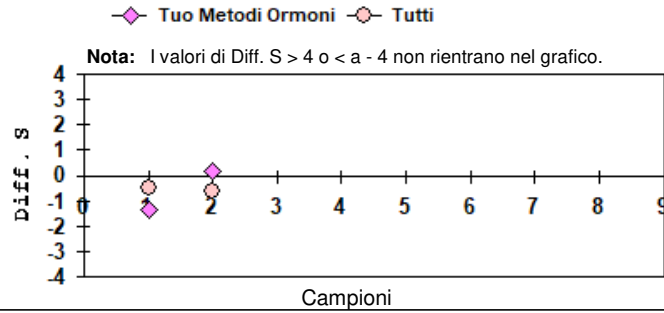 Tuo Metodi Ormoni Tutti
Nota: I valori di Diff. S > 4 o < a - 4 non rientrano nel grafico.
4
3
2
1
0
-1
-2
-3
-4
Diff. S
0 1 2 3 4 5 6 7 8 9
Campioni